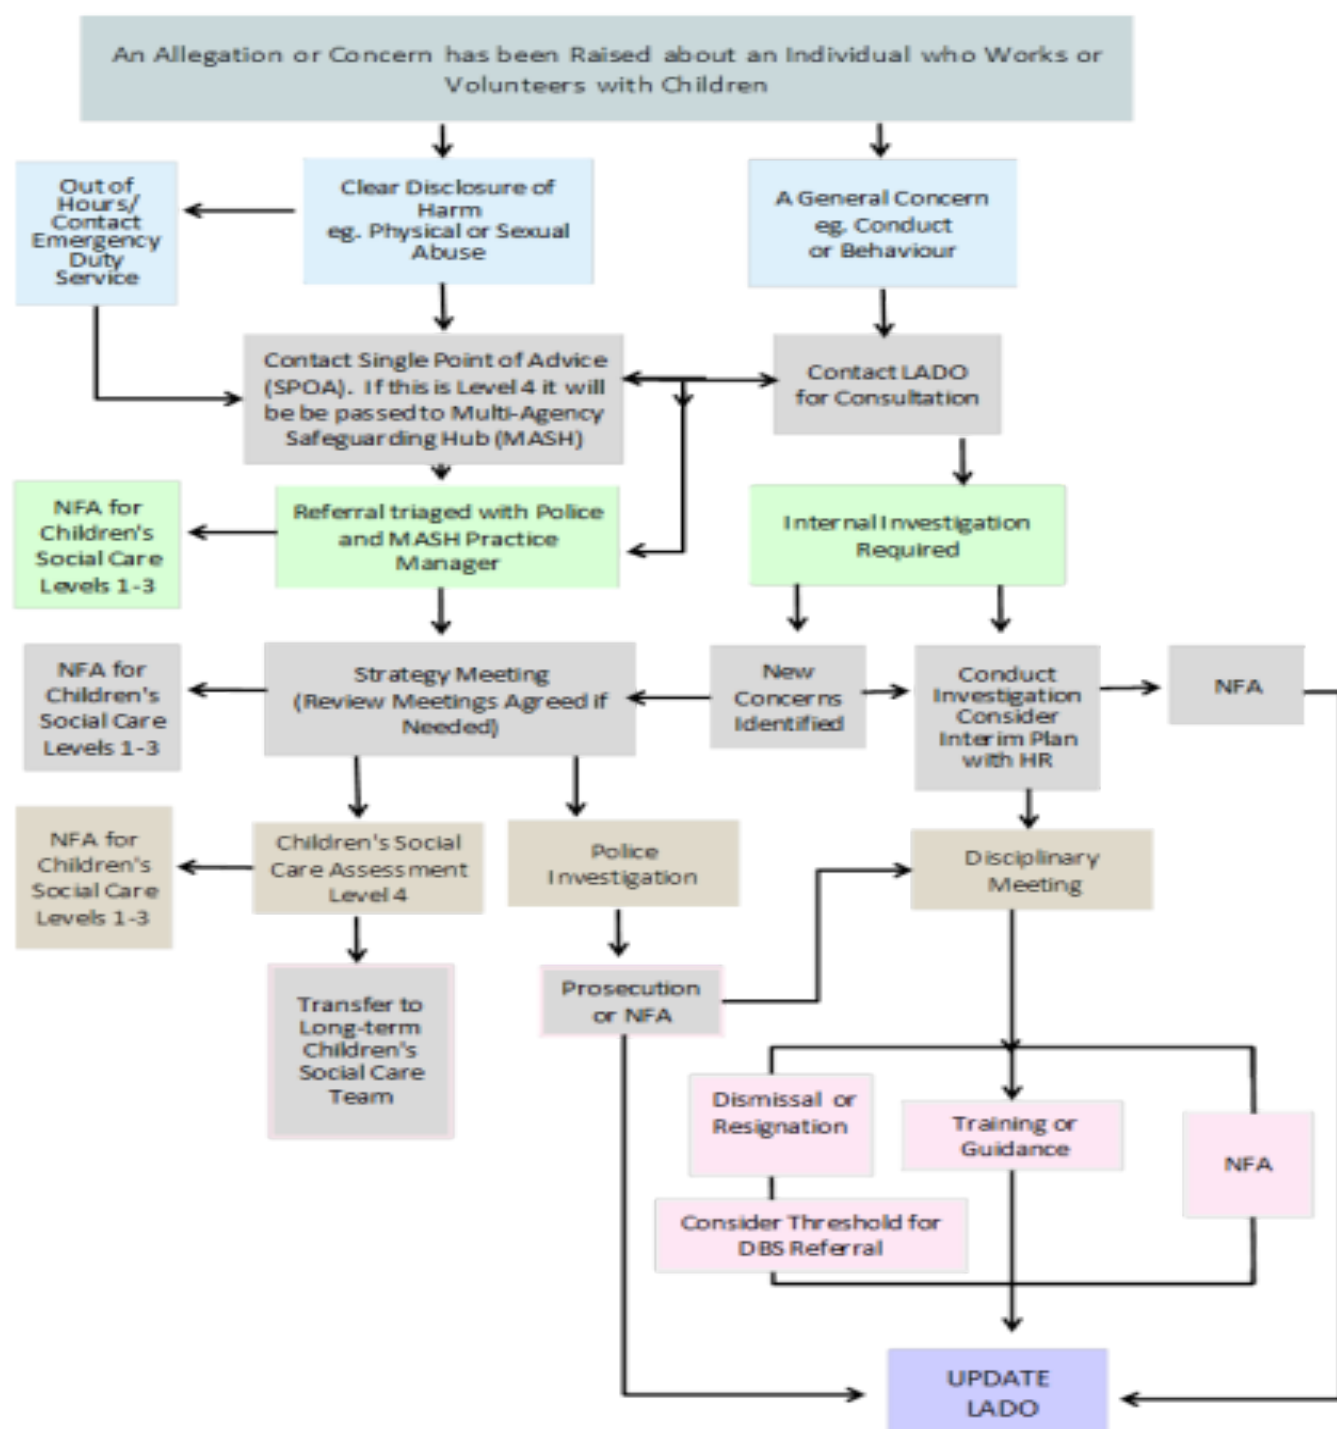 An Allegation or Concern has been Raised about an Individual who Works or
Volunteers with Children
Out of
Hours/
Contact
Emergency
Duty
Service
Clear Disclosure of
Harm
eg. Physical or Sexual
Abuse
A General Concern
eg. Conduct
or Behaviour
Contact Single Point of Advice
(SPOA). If this is Level 4 it will
be be passed to Multi-Agency
Safeguarding Hub (MASH)
Contact LADO
for Consultation
NFA for
Children's
Social Care
Levels 1-3
Referral triaged with Police
and MASH Practice
Manager
Internal Investigation
Required
NFA for
Children's
Social Care
Levels 1-3
Strategy Meeting
(Review Meetings Agreed if
Needed)
New
Concerns
Identified
Conduct
Investigation
Consider
Interim Plan
with HR
NFA
NFA for
Children's
Social Care
Levels 1-3
Children's Social
Care Assessment
Level 4
Police
Investigation
Disciplinary
Meeting
Transfer to
Long-term
Children's
Social Care
Team
Prosecution
or NFA
Dismissal or
Resignation
Training or
Guidance
NFA
Consider Threshold for
DBS Referral
UPDATE
LADO